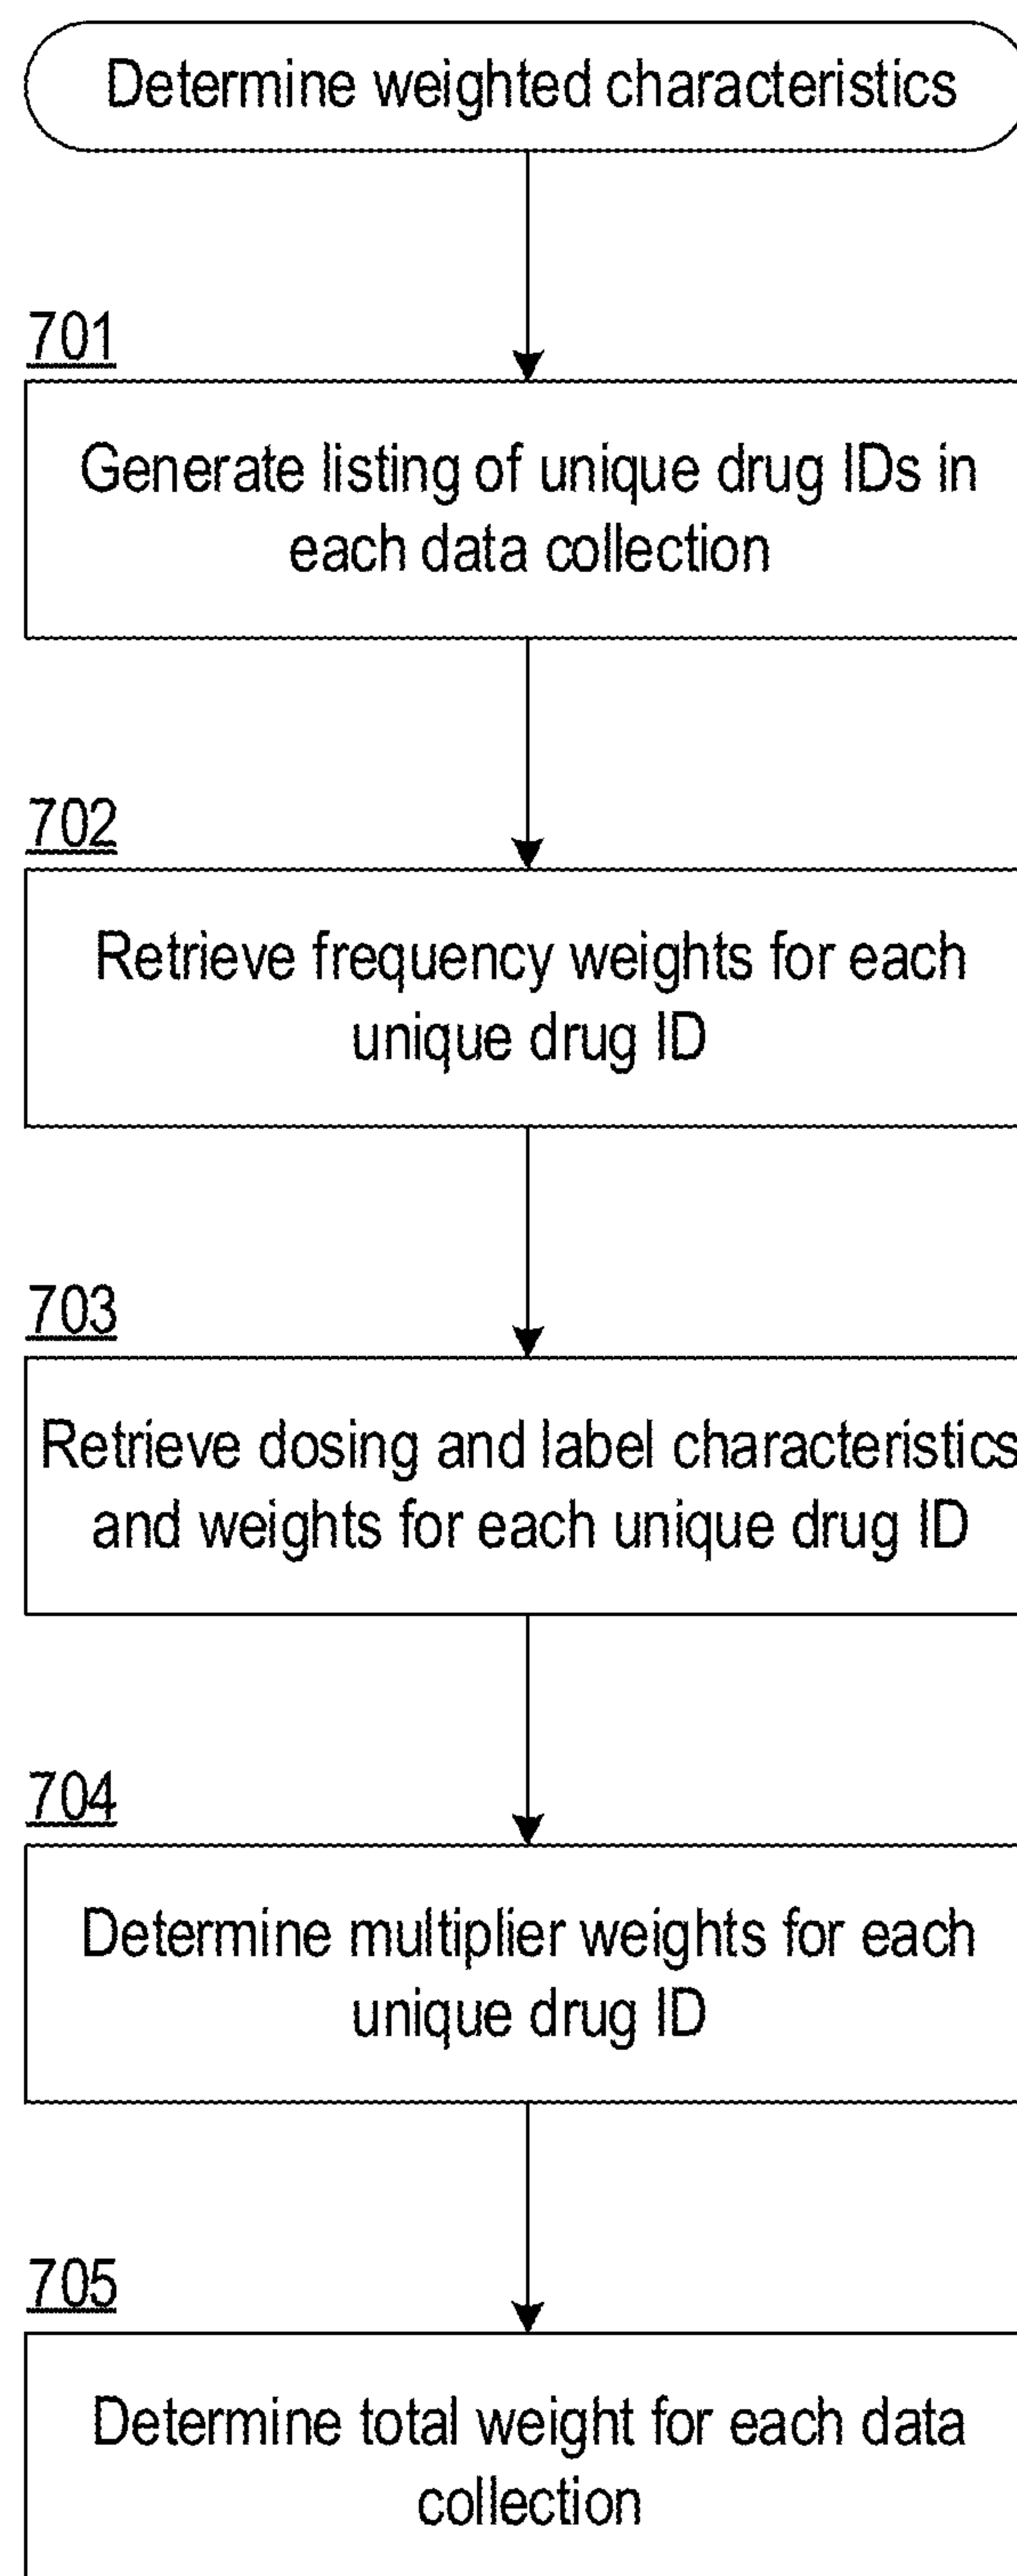 Determine weighted characteristics
701
Generate listing of unique drug IDs in
each data collection
702
Retrieve frequency weights for each
unique drug ID
703
Retrieve dosing and label characteristics
and weights for each unique drug ID
704
Determine multiplier weights for each
unique drug ID
705
Determine total weight for each data
collection